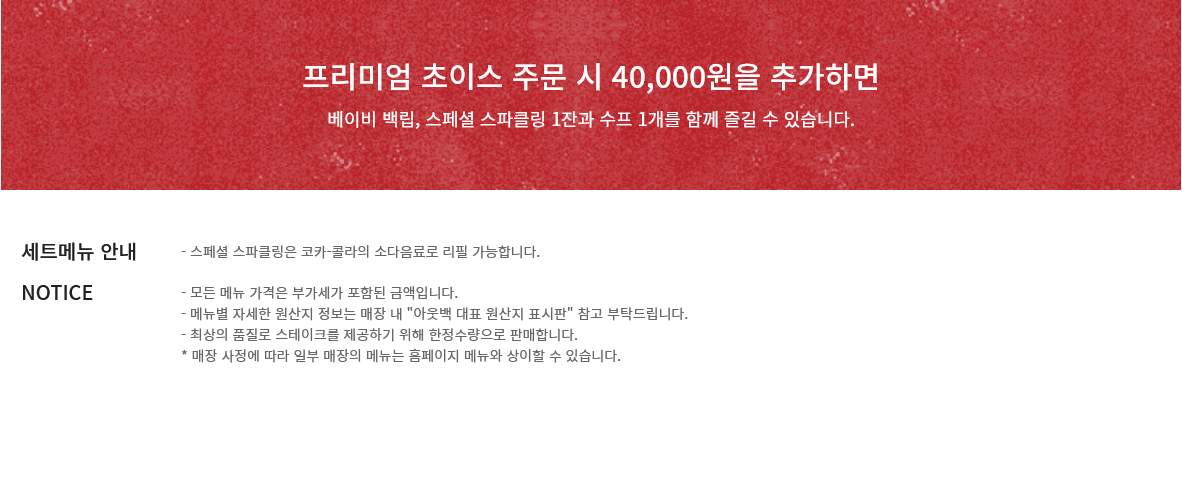 프리미엄 초이스 주문 시 40,000원을 추가하면
베이비 백립, 스페셜 스파클링 1잔과 수프 1개를 함께 즐길 수 있습니다.
세트메뉴 안내
- 스페셜 스파클링은 코카-콜라의 소다음료로 리필 가능합니다.
NOTICE
- 모든 메뉴 가격은 부가세가 포함된 금액입니다.
- 메뉴별 자세한 원산지 정보는 매장 내 "아웃백 대표 원산지 표시판" 참고 부탁드립니다.
- 최상의 품질로 스테이크를 제공하기 위해 한정수량으로 판매합니다.
* 매장 사정에 따라 일부 매장의 메뉴는 홈페이지 메뉴와 상이할 수 있습니다.